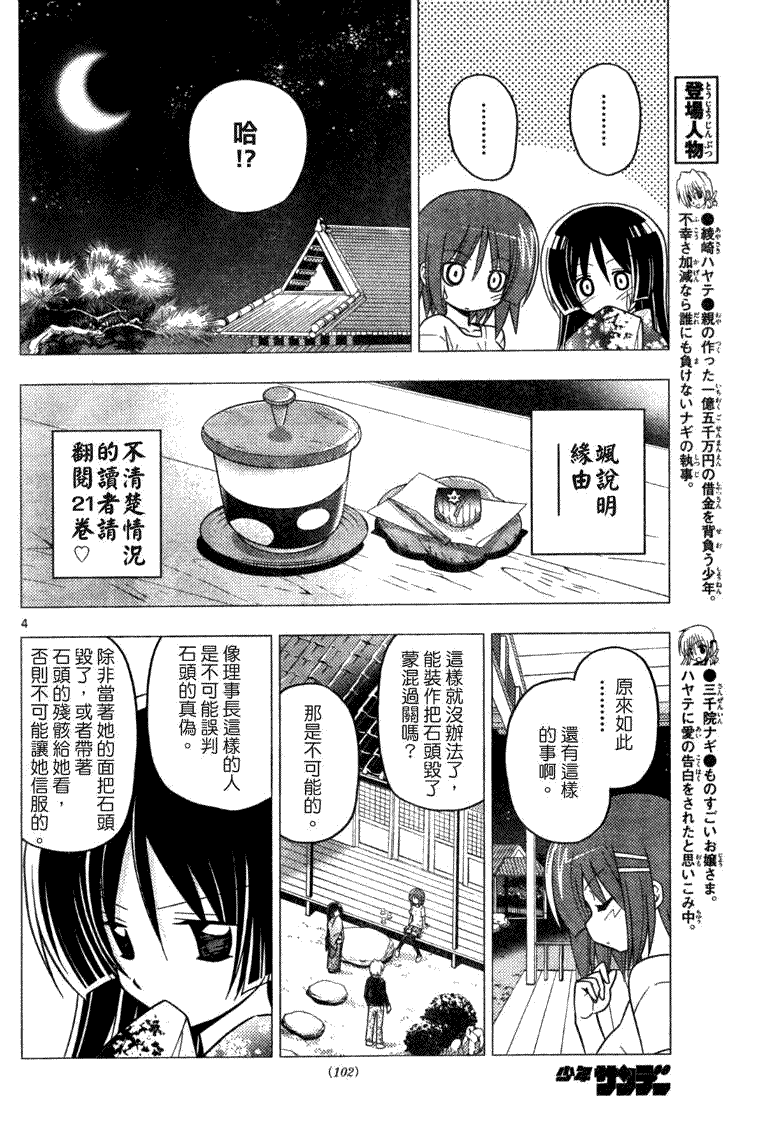 登場人物
とうじょうじんぶつ
●綾崎ハヤテ●親の作った一億五千万円の借金を背負う少年。
不幸さ加減なら誰にも負けないナギの執事。
●三千院ナギ●ものすごいお嬢さま。
ハヤテに愛の告白をされたと思いこみ中。
………
………
哈!?
颯說明
緣由——
不清楚情況
的讀者請
翻閱21卷♡
原來如此
………
還有這樣
的事啊。
這樣就沒辦法了，
能裝作把石頭毀了
蒙混過關嗎？
那是不可能的。
像理事長這樣的人
是不可能誤判
石頭的真偽。
除非當著她的面把石頭
毀了，或者帶著
石頭的殘骸給她看，
否則不可能讓她信服的。
4
(102)
少年サンデー